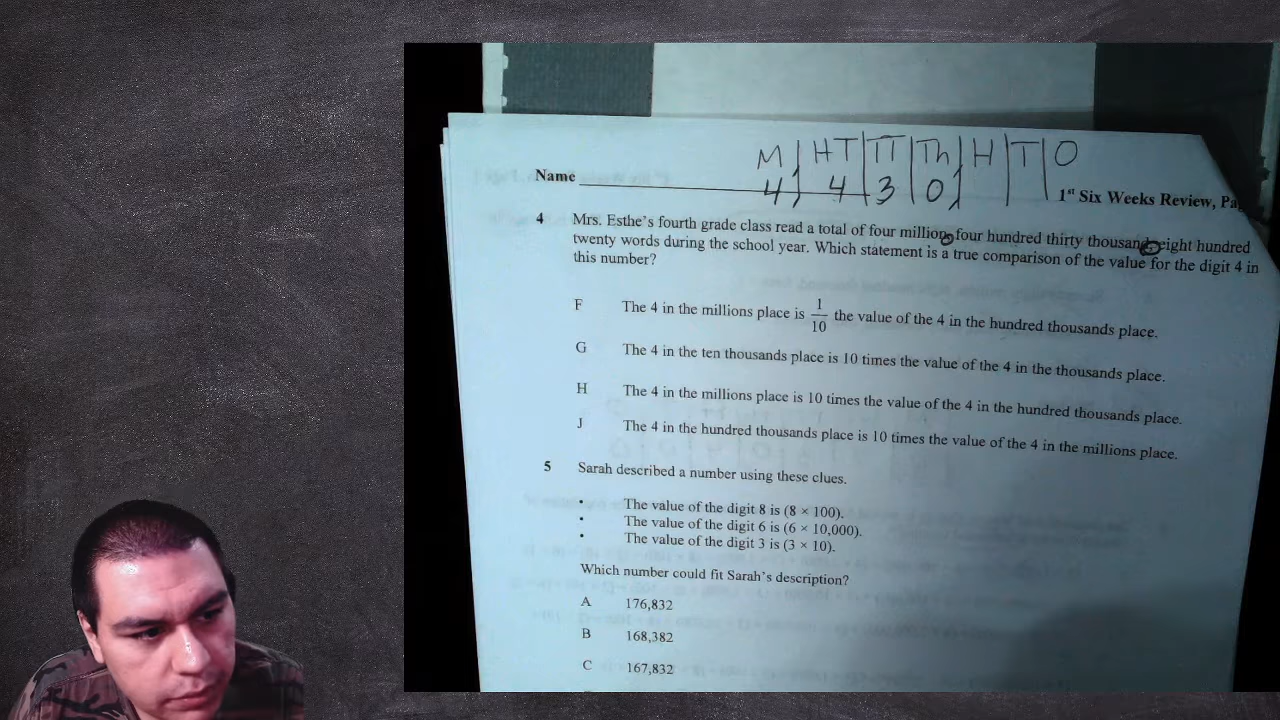 M HT TT Th H T O
4, 4 3 0,
Name
1st Six Weeks Review,
4 Mrs. Esthe's fourth grade class read a total of four million, four hundred thirty thousand, eight hundred
twenty words during the school year. Which statement is a true comparison of the value for the digit 4 in
this number?
F The 4 in the millions place is 1/10 the value of the 4 in the hundred thousands place.
G The 4 in the ten thousands place is 10 times the value of the 4 in the thousands place.
H The 4 in the millions place is 10 times the value of the 4 in the hundred thousands place.
J The 4 in the hundred thousands place is 10 times the value of the 4 in the millions place.
5 Sarah described a number using these clues.
• The value of the digit 8 is (8 × 100).
• The value of the digit 6 is (6 × 10,000).
• The value of the digit 3 is (3 × 10).
Which number could fit Sarah's description?
A 176,832
B 168,382
C 167,832